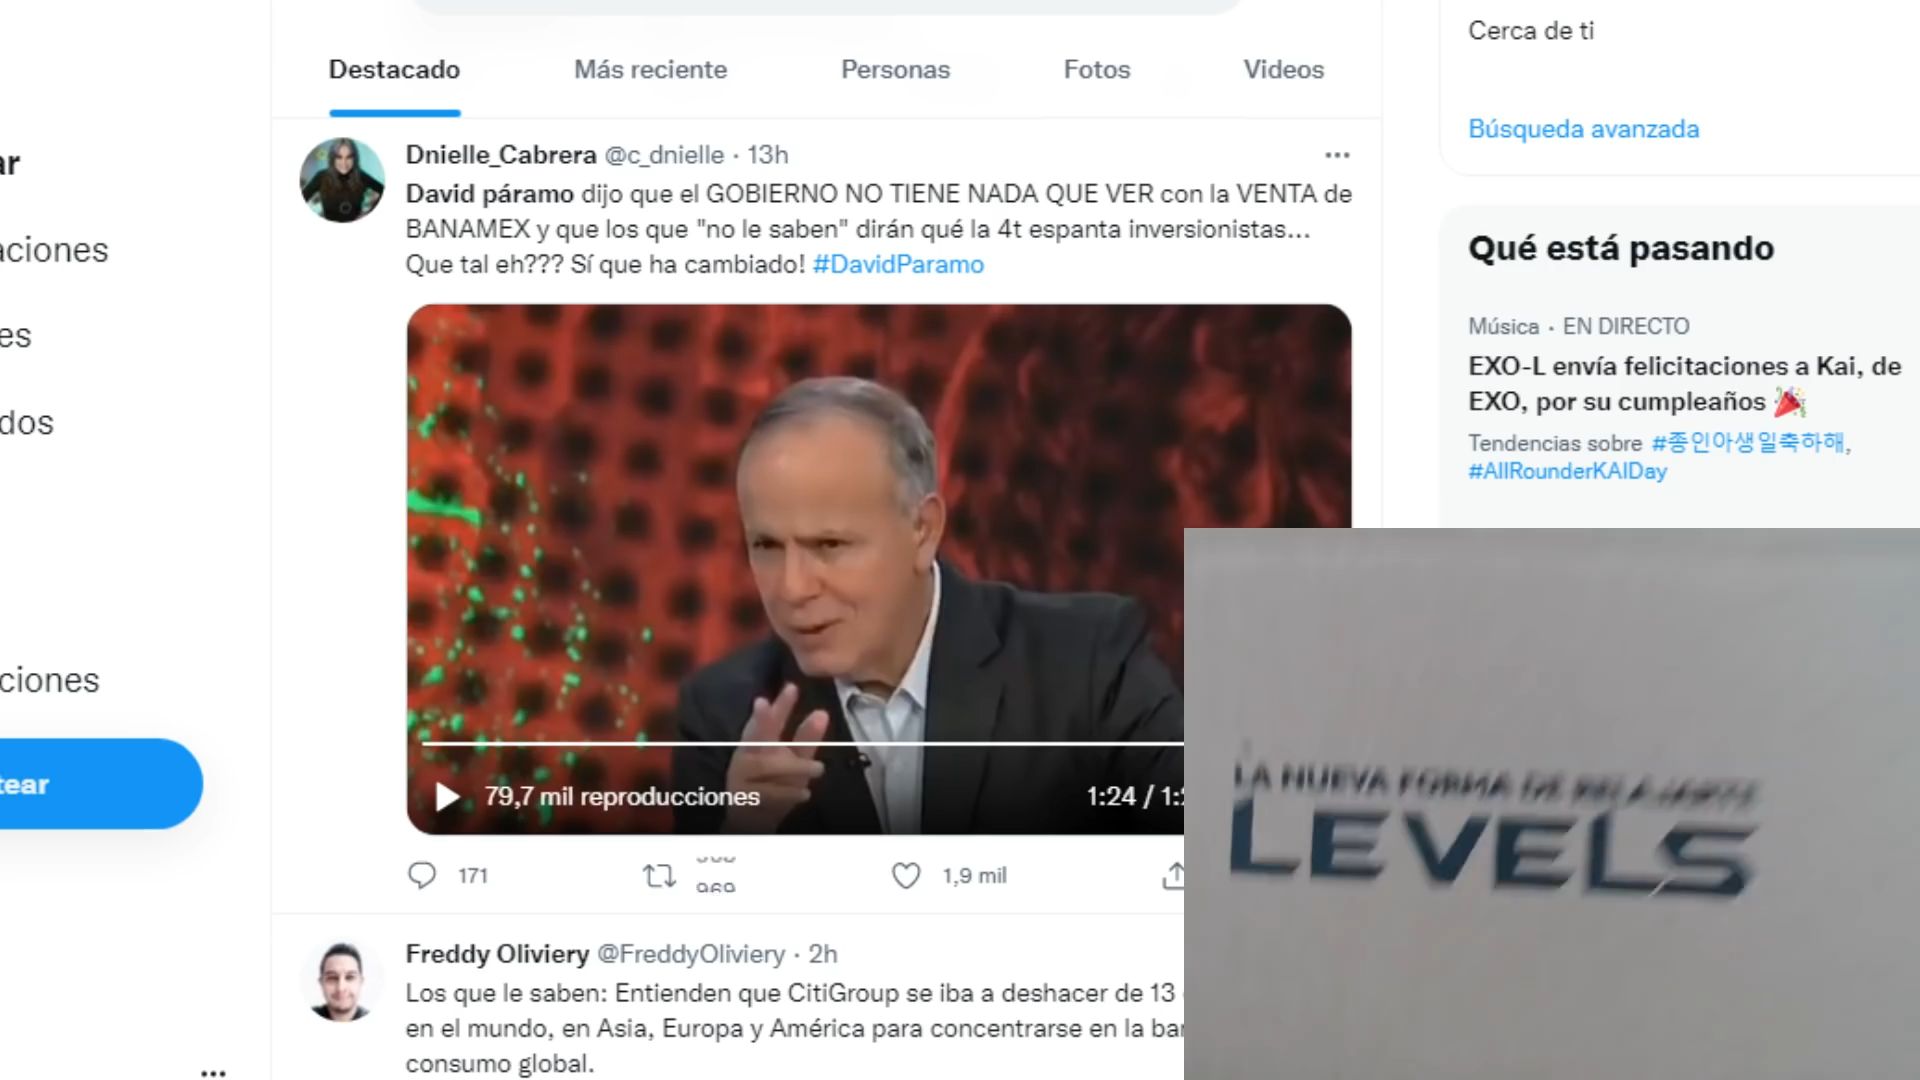 Destacado
Más reciente
Personas
Fotos
Videos
Cerca de ti
Búsqueda avanzada
ar
aciones
es
dos
ciones
tear
Dnielle_Cabrera @c_dnielle · 13h
David páramo dijo que el GOBIERNO NO TIENE NADA QUE VER con la VENTA de
BANAMEX y que los que "no le saben" dirán qué la 4t espanta inversionistas...
Que tal eh??? Sí que ha cambiado! #DavidParamo
79,7 mil reproducciones
1:24 / 1:2
171
969
1,9 mil
Freddy Oliviery @FreddyOliviery · 2h
Los que le saben: Entienden que CitiGroup se iba a deshacer de 13
en el mundo, en Asia, Europa y América para concentrarse en la ban
consumo global.
Qué está pasando
Música · EN DIRECTO
EXO-L envía felicitaciones a Kai, de
EXO, por su cumpleaños 🎉
Tendencias sobre #종인아생일축하해,
#AllRounderKAIDay
LA NUEVA FORMA DE RELAJARTE
LEVELS